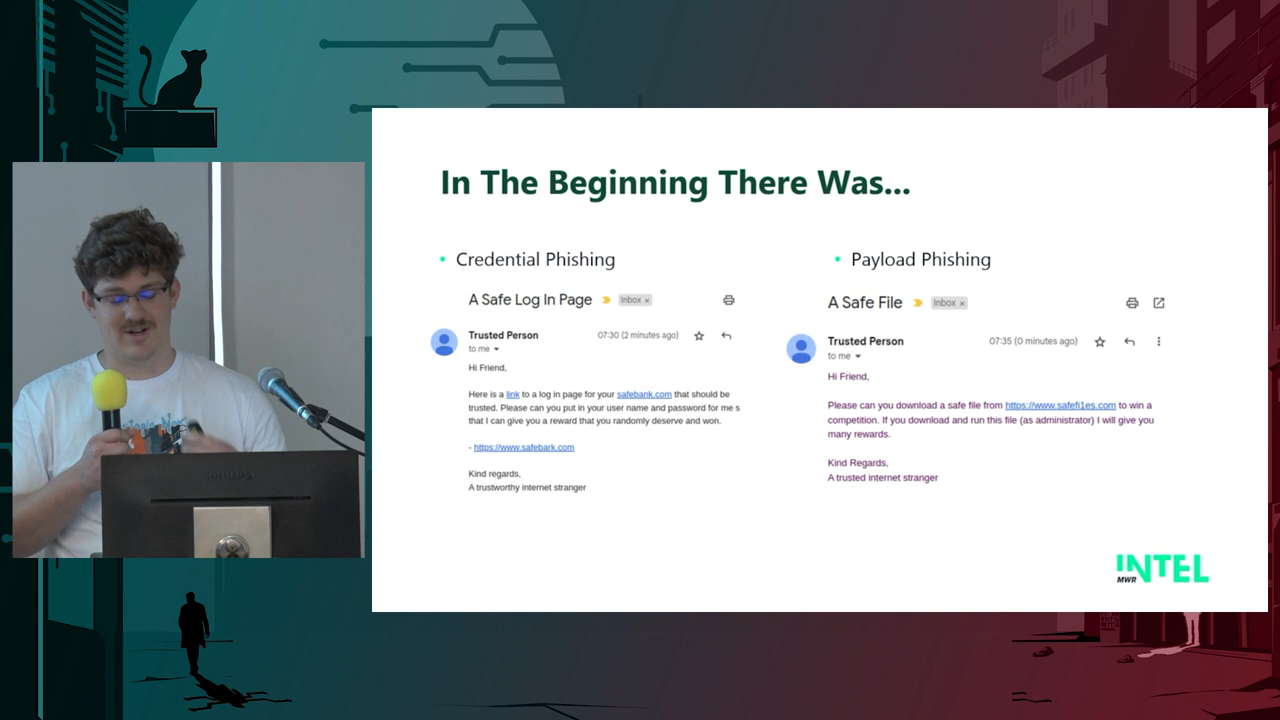 In The Beginning There Was...
• Credential Phishing
A Safe Log In Page
Inbox x
Trusted Person
07:30 (2 minutes ago)
to me
Hi Friend,
Here is a link to a log in page for your safebank.com that should be
trusted. Please can you put in your user name and password for me s
that I can give you a reward that you randomly deserve and won.
- https://www.safebark.com
Kind regards,
A trustworthy internet stranger
• Payload Phishing
A Safe File
Inbox x
Trusted Person
07:35 (0 minutes ago)
to me
Hi Friend,
Please can you download a safe file from https://www.safefi1es.com to win a
competition. If you download and run this file (as administrator) I will give you
many rewards.
Kind Regards,
A trusted internet stranger
INTEL
MWR
PHILIPS